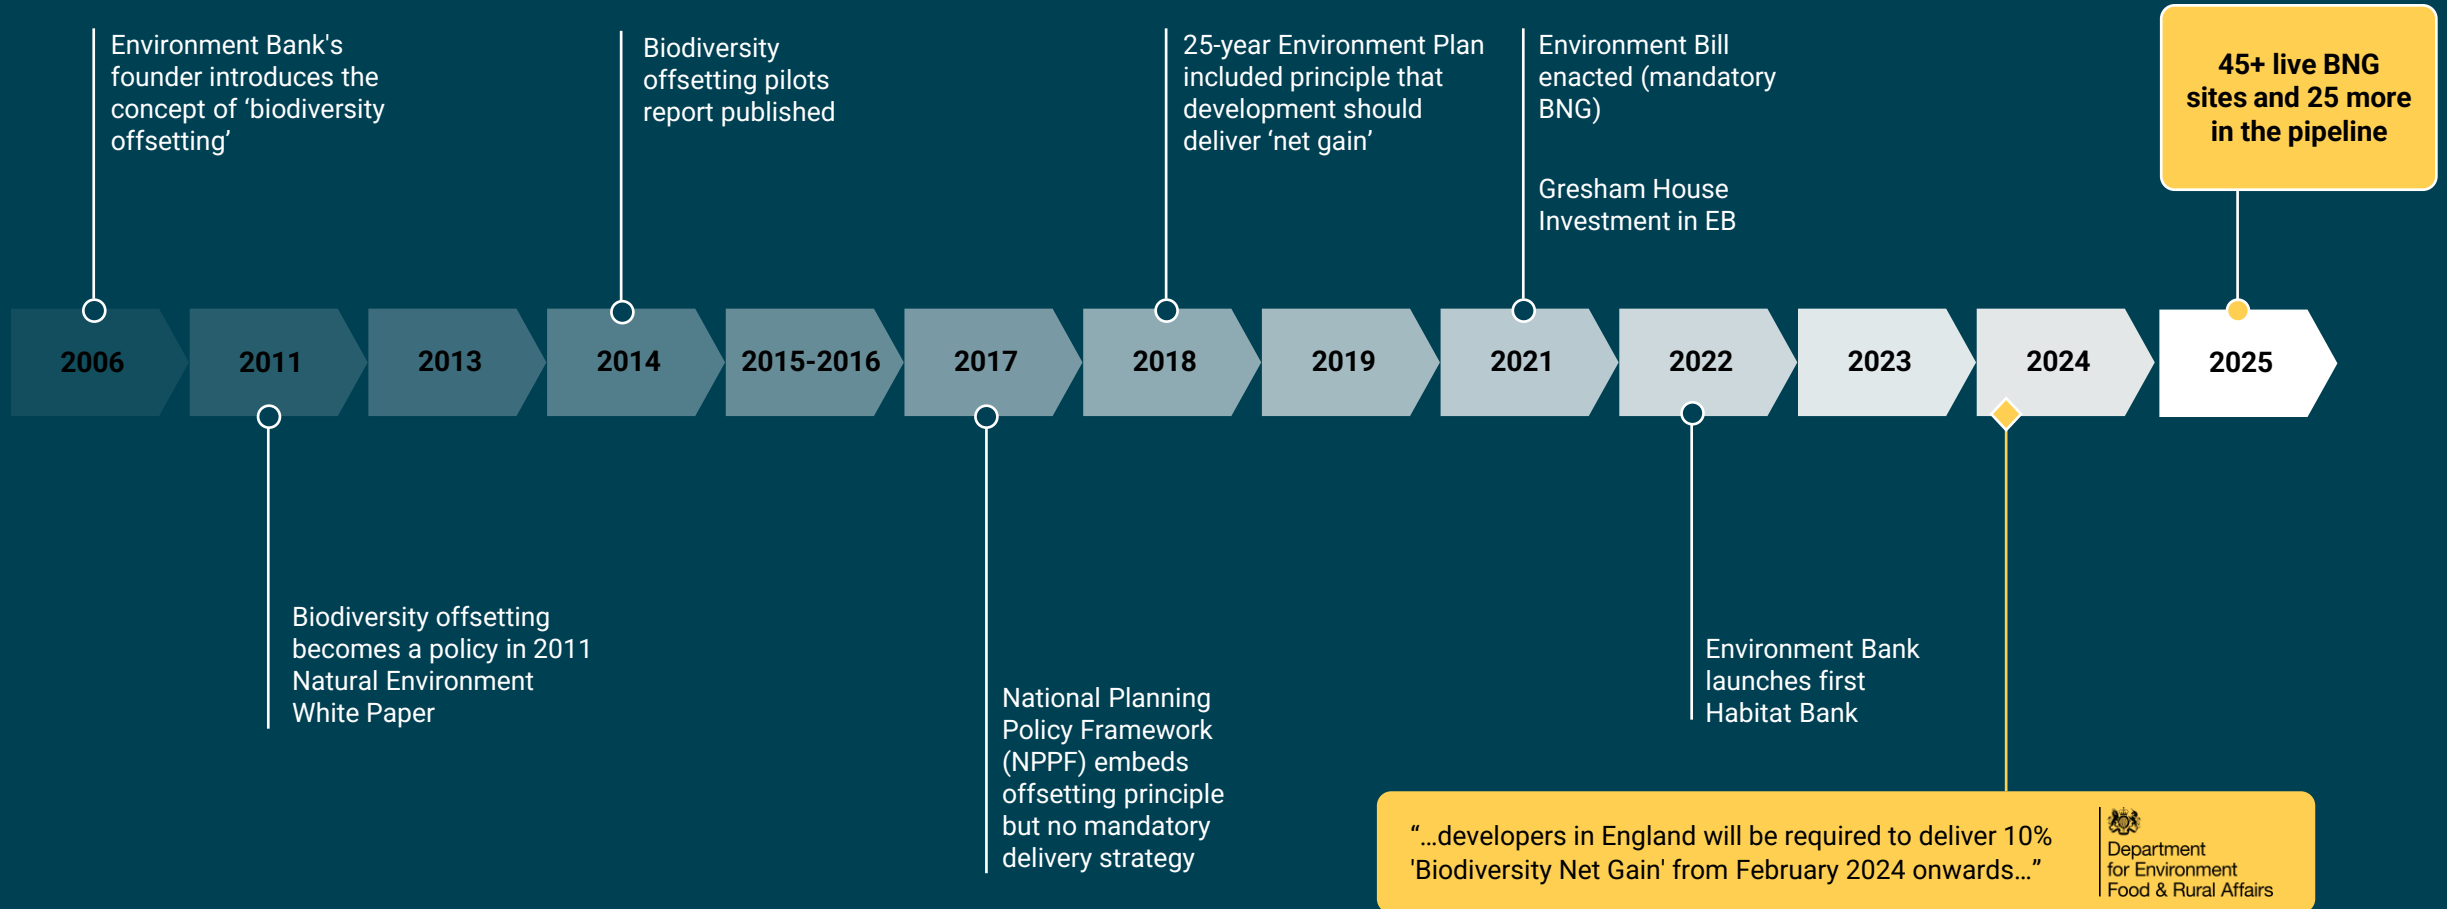 Environment Bank's
founder introduces the
concept of ‘biodiversity
offsetting’
Biodiversity
offsetting pilots
report published
25-year Environment Plan
included principle that
development should
deliver ‘net gain’
Environment Bill
enacted (mandatory
BNG)
Gresham House
Investment in EB
45+ live BNG
sites and 25 more
in the pipeline
2006
2011
2013
2014
2015-2016
2017
2018
2019
2021
2022
2023
2024
2025
Biodiversity offsetting
becomes a policy in 2011
Natural Environment
White Paper
National Planning
Policy Framework
(NPPF) embeds
offsetting principle
but no mandatory
delivery strategy
Environment Bank
launches first
Habitat Bank
“…developers in England will be required to deliver 10%
'Biodiversity Net Gain' from February 2024 onwards…”
Department
for Environment
Food & Rural Affairs